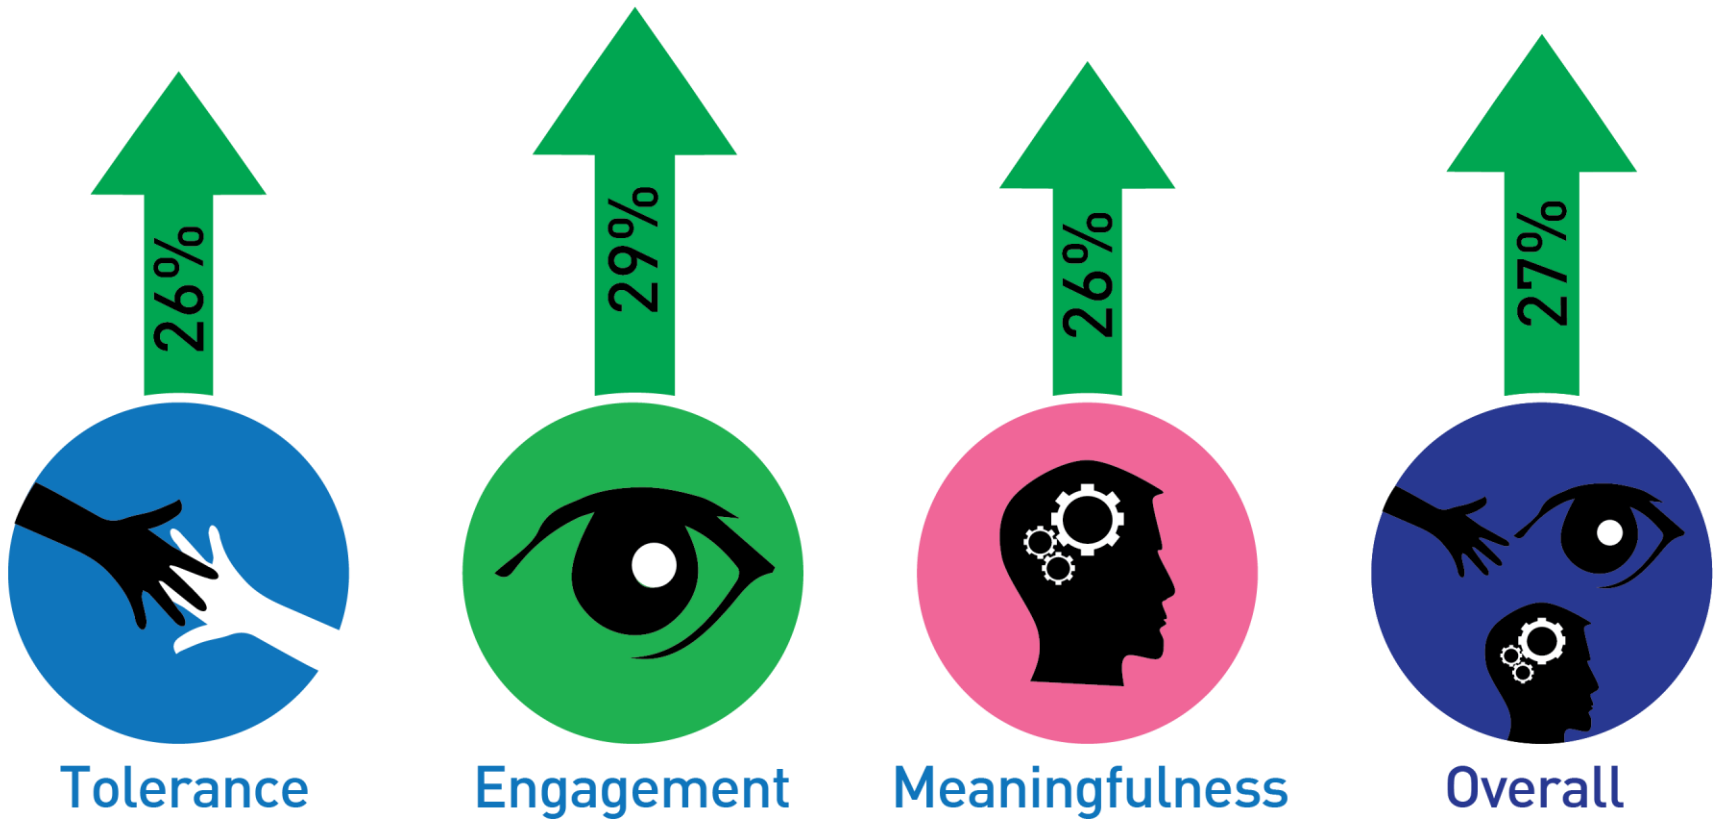 26%
29%
26%
27%
Tolerance
Engagement
Meaningfulness
Overall